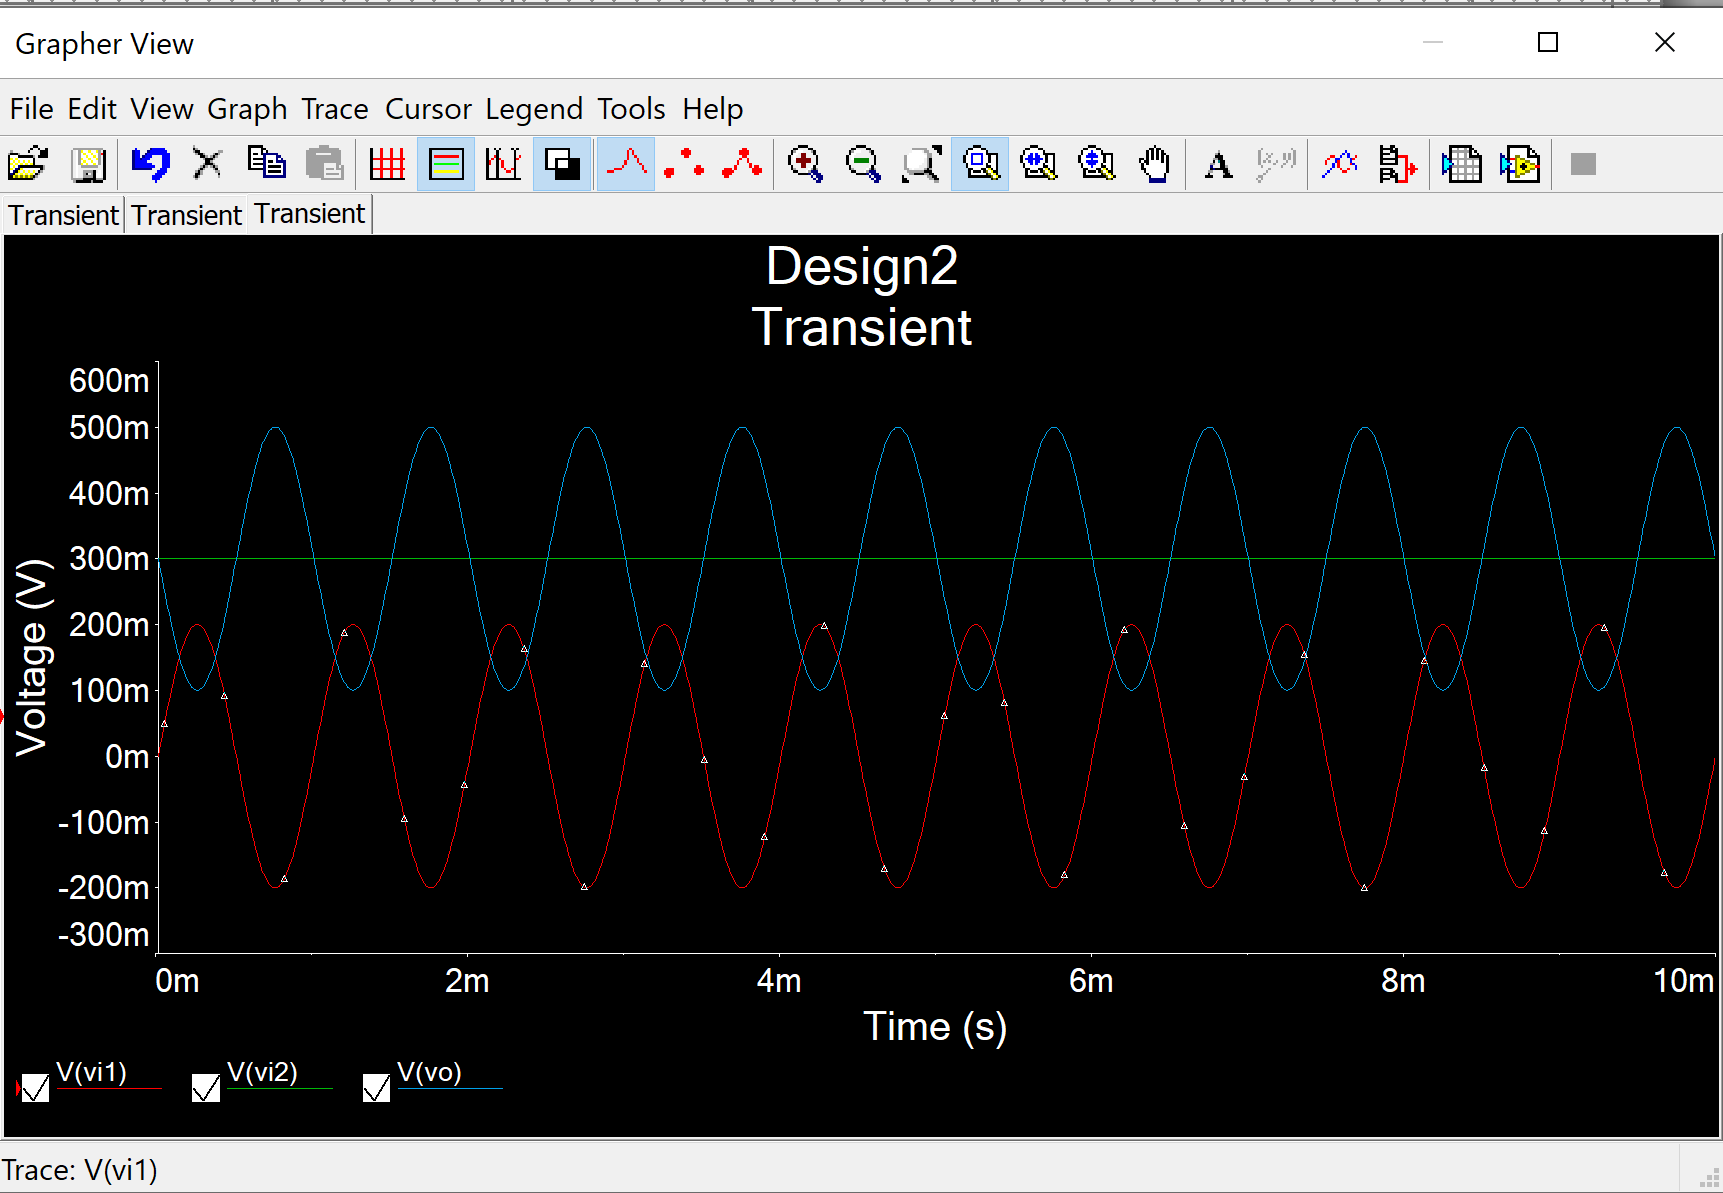 Grapher View
File Edit View Graph Trace Cursor Legend Tools Help
A (x,y)
Transient Transient Transient
Design2
Transient
600m
500m
400m
300m
200m
100m
0m
-100m
-200m
-300m
Voltage (V)
0m 2m 4m 6m 8m 10m
Time (s)
V(vi1) V(vi2) V(vo)
Trace: V(vi1)